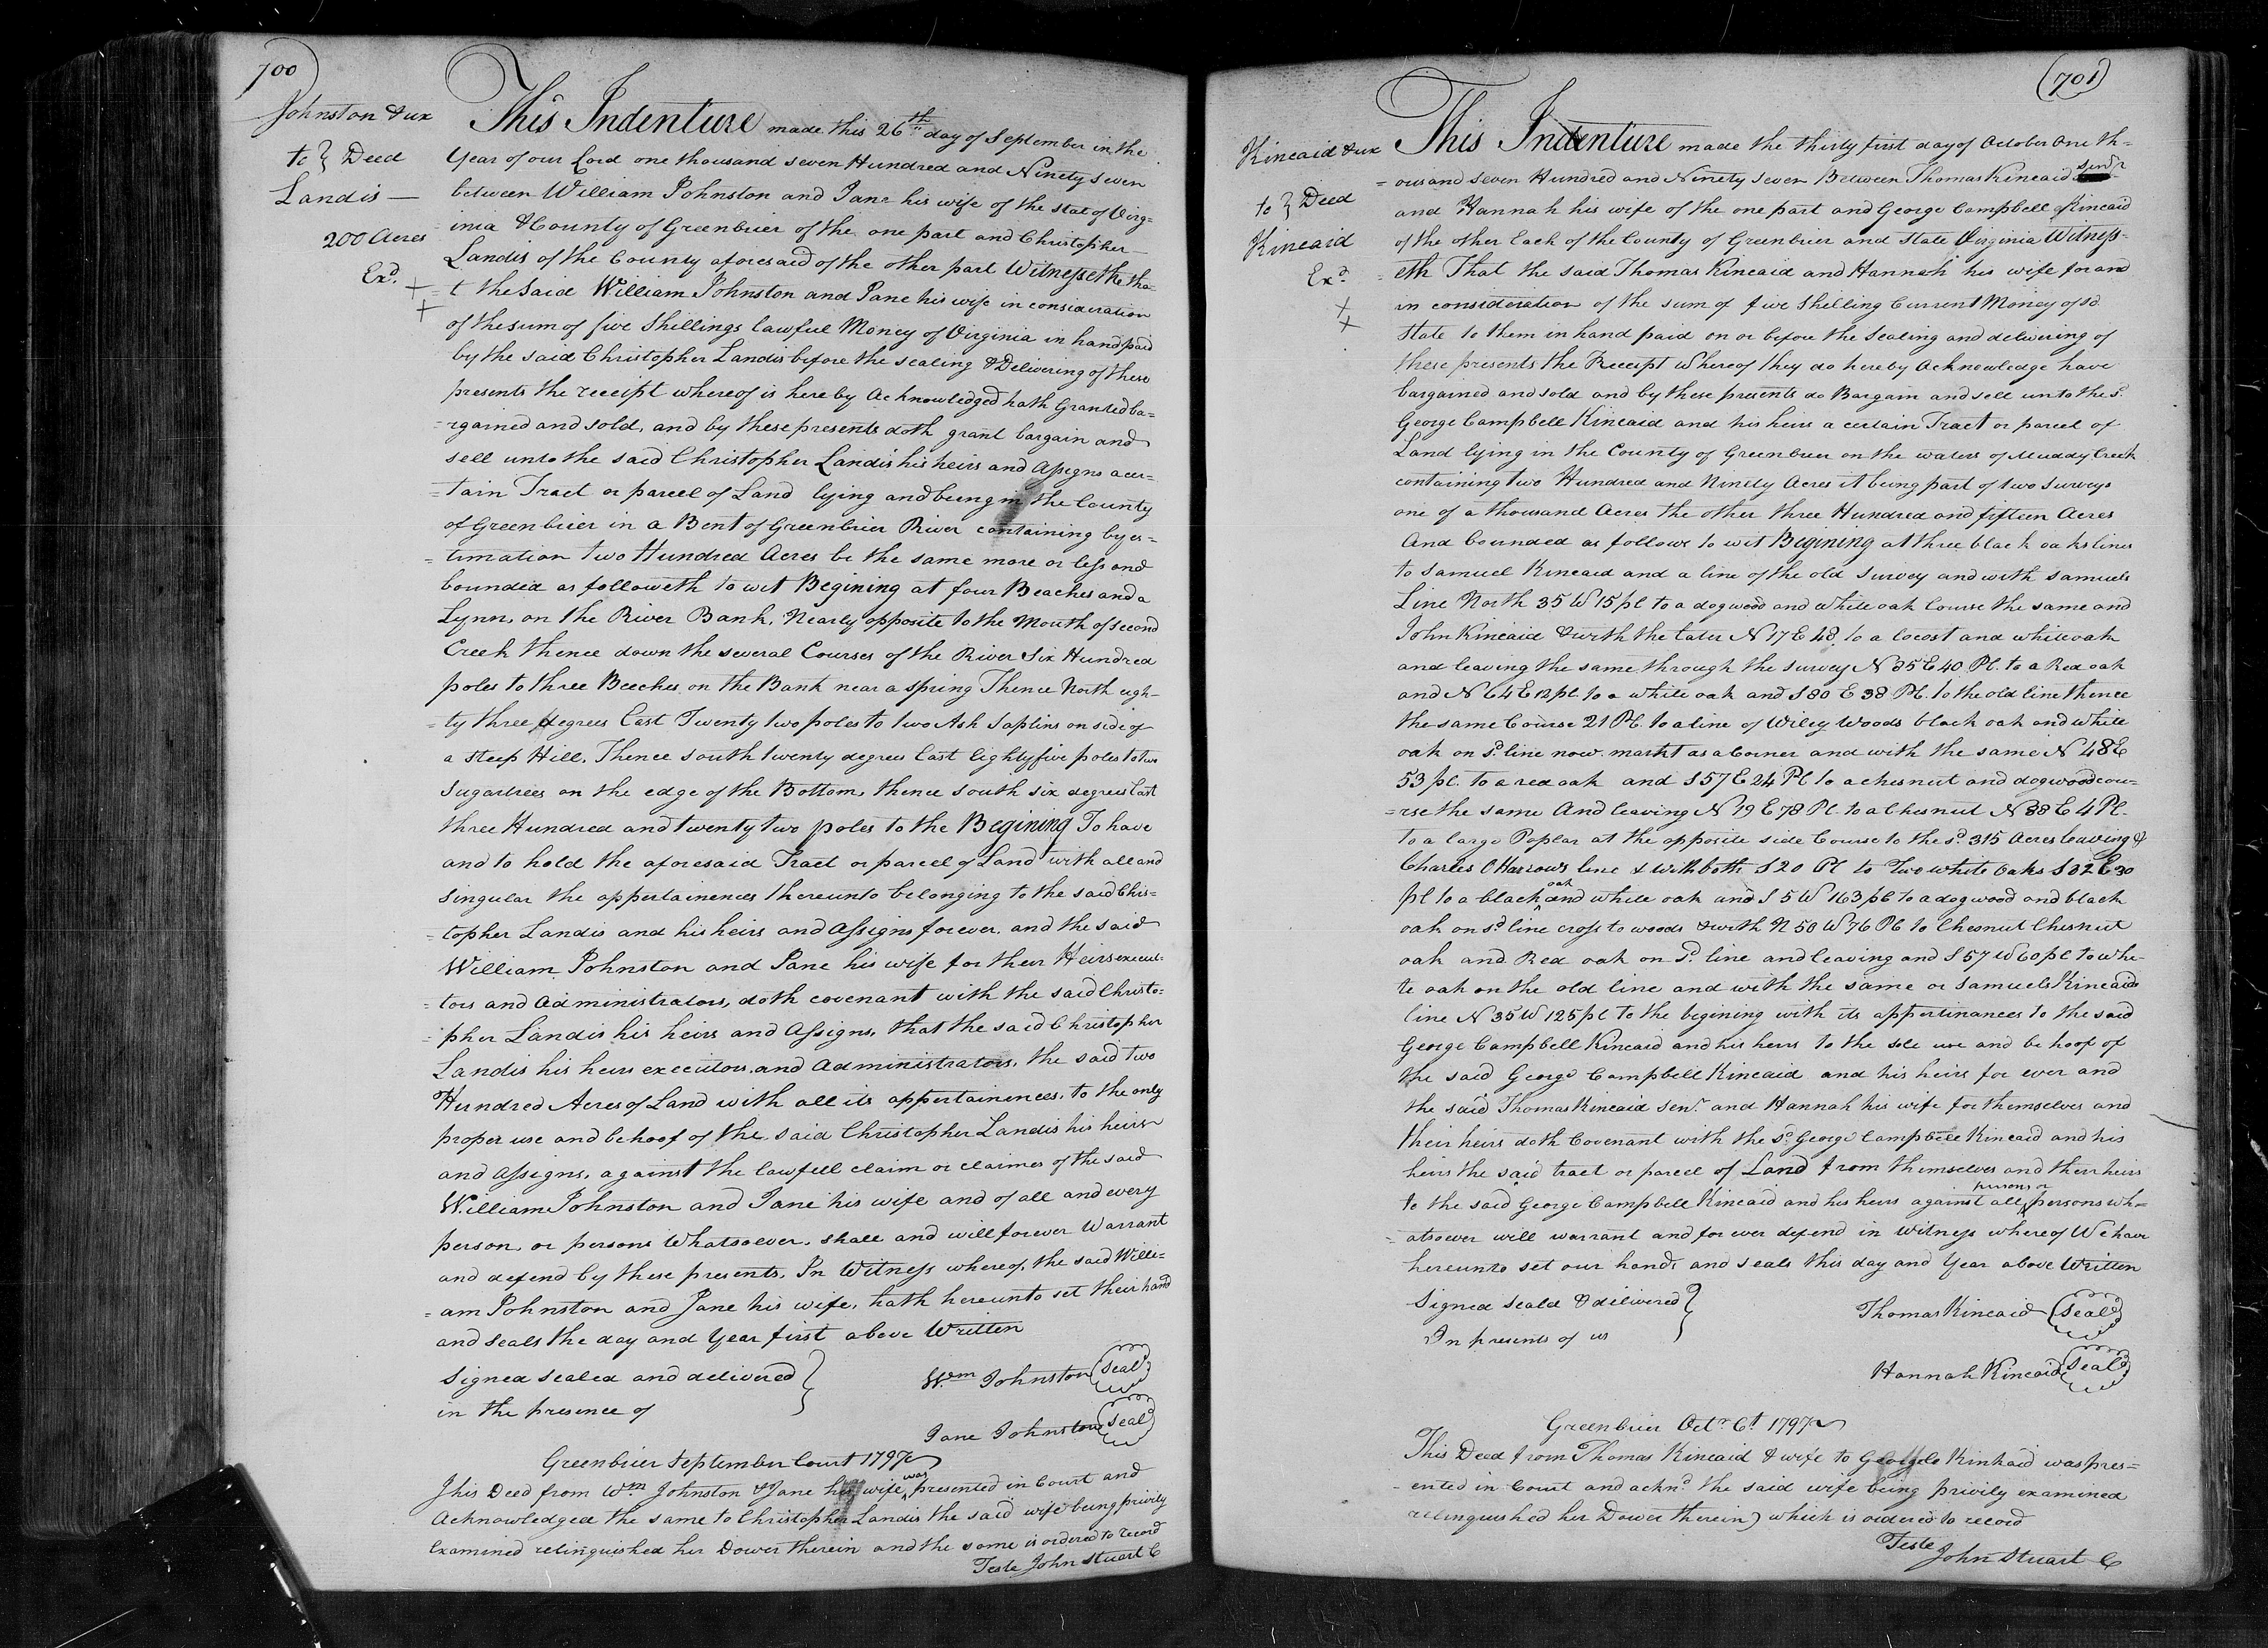 700
Johnston & ux
to } Deed
Landis —
200 Acres
Exd.
This Indenture made this 26th day of September in the
Year of our Lord one thousand seven Hundred and Ninety seven
between William Johnston and Jane his wife of the state of Virg=
inia & County of Greenbrier of the one part and Christopher
Landis of the County aforesaid of the other part Witnesseth tha=
= t the said William Johnston and Jane his wife in consideration
of the sum of five Shillings lawful Money of Virginia in hand paid
by the said Christopher Landis before the sealing & Delivering of these
presents the receipt whereof is here by Acknowledged hath Granted ba=
= rgained and sold, and by these presents doth grant bargain and
sell unto the said Christopher Landis his heirs and Assigns a cer=
= tain Tract or parcel of Land lying and being in the County
of Greenbrier in a Bent of Greenbrier River containing by es=
= timation two Hundred Acres be the same more or less and
bounded as followeth to wit Begining at four Beaches and a
Lynn, on the River Bank, Nearly opposite to the Mouth of second
Creek thence down the several Courses of the River Six Hundred
poles to three Beeches on the Bank near a spring Thence North eigh=
= ty three degrees East Twenty two poles to two Ash Saplins on side of
a steep Hill, Thence south twenty degrees East Eighty five poles to two
Sugartrees on the edge of the Bottom, thence south six degrees East
three Hundred and twenty two poles to the Begining To have
and to hold the aforesaid Tract or parcel of Land with all and
singular the appertainences thereunto belonging to the said Chris=
= topher Landis and his heirs and Assigns forever. and the said
William Johnston and Jane his wife for their Heirs execu=
= tors and administrators, doth covenant with the said Christo=
= pher Landis his heirs and Assigns, that the said Christopher
Landis his heirs executors, and administrators, the said two
Hundred Acres of Land with all its appertainences, to the only
proper use and behoof of the said Christopher Landis his heirs
and Assigns, against the lawfull claim or claimes of the said
William Johnston and Jane his wife and of all and every
person, or persons Whatsoever, shall and will forever Warrant
and defend by these presents, In Witness whereof, the said Willi=
= am Johnston and Jane his wife, hath hereunto set their hand
and seals the day and Year first above Written
Signed sealed and delivered }
in the presence of
Wm Johnston (Seal)
Jane Johnston (Seal)
Greenbrier September Court 1797
This Deed from Wm Johnston & Jane his wife was presented in Court and
Acknowledged the same to Christopher Landis the said wife being privily
Examined relinquished her Dower therein and the same is ordered to record
Teste John Stuart C
(701)
Kincaid & ux
to } Deed
Kincaid
Exd
This Indenture made the thirty first day of October One th=
= ousand seven Hundred and Ninety seven Between Thomas Kincaid Senr
and Hannah his wife of the one part and George Campbell Kincaid
of the other Each of the County of Greenbrier and state Virginia Witness=
= eth That the said Thomas Kincaid and Hannah his wife for and
in consideration of the sum of five Shilling Current Money of sd
State to them in hand paid on or before the Sealing and delivering of
these presents the Receipt Whereof they do hereby Acknowledge have
bargained and sold and by these presents do Bargain and sell unto the sd
George Campbell Kincaid and his heirs a certain Tract or parcel of
Land lying in the County of Greenbrier on the waters of Muddy Creek
containing two Hundred and Ninety Acres it being part of two surveys
one of a thousand Acres the other three Hundred and fifteen Acres
And bounded as follows to wit Begining at three black oaks lines
to Samuel Kincaid and a line of the old survey and with Samuels
Line North 35 W 15 pl to a dogwood and white oak Course the same and
John Kincaid & with the later N 17 E 48 to a locost and white oak
and leaving the same through the survey N 35 E 40 Pl. to a Red oak
and N 64 E 12 pl. to a white oak and S 80 E 38 Pl. to the old line thence
the same Course 21 Pl. to a line of Wiley Woods black oak and white
oak on sd line now markt as a Corner and with the same N 48 E
53 pl. to a red oak and S 57 E 24 Pl to a chesnut and dogwood cou=
= rse the same And leaving N 19 E 78 Pl. to a Chesnut N 38 E 4 Pl.
to a large Poplar at the opposite side Course to the sd 315 Acres leaving &
Charles OHarrows line & with both S 20 Pl to Two white Oaks S 32 E 30
pl to a black oak and white oak and S 5 W 163 pl to a dogwood and black
oak on sd line cross to woods & with N 50 W 76 Pl to Chesnut Chesnut
oak and Red oak on sd line and leaving and S 57 W 60 pl to whi=
te oak on the old line and with the same or Samuels Kincaids
line N 35 W 125 pl to the begining with its appertinances to the said
George Campbell Kincaid and his heirs to the sole use and be hoof of
the said George Campbell Kincaid and his heirs for ever and
the said Thomas Kincaid Senr. and Hannah his wife for themselves and
their heirs doth Covenant with the sd George Campbell Kincaid and his
heirs the said tract or parcel of Land from themselves and their heirs
to the said George Campbell Kincaid and his heirs against all persons or persons wh=
= atsoever will warrant and for ever defend in Witness whereof We have
hereunto set our hands and seals this day and Year above Written
Signed Seald & delivered }
In presents of us
Thomas Kincaid (Seal)
Hannah Kincaid (Seal)
Greenbrier Octr Ct 1797
This Deed from Thomas Kincaid & wife to George C Kinkaid was pres=
= ented in Court and acknd. the said wife being privily examined
relinquished her Dower therein which is ordered to record
Teste
John Stuart C